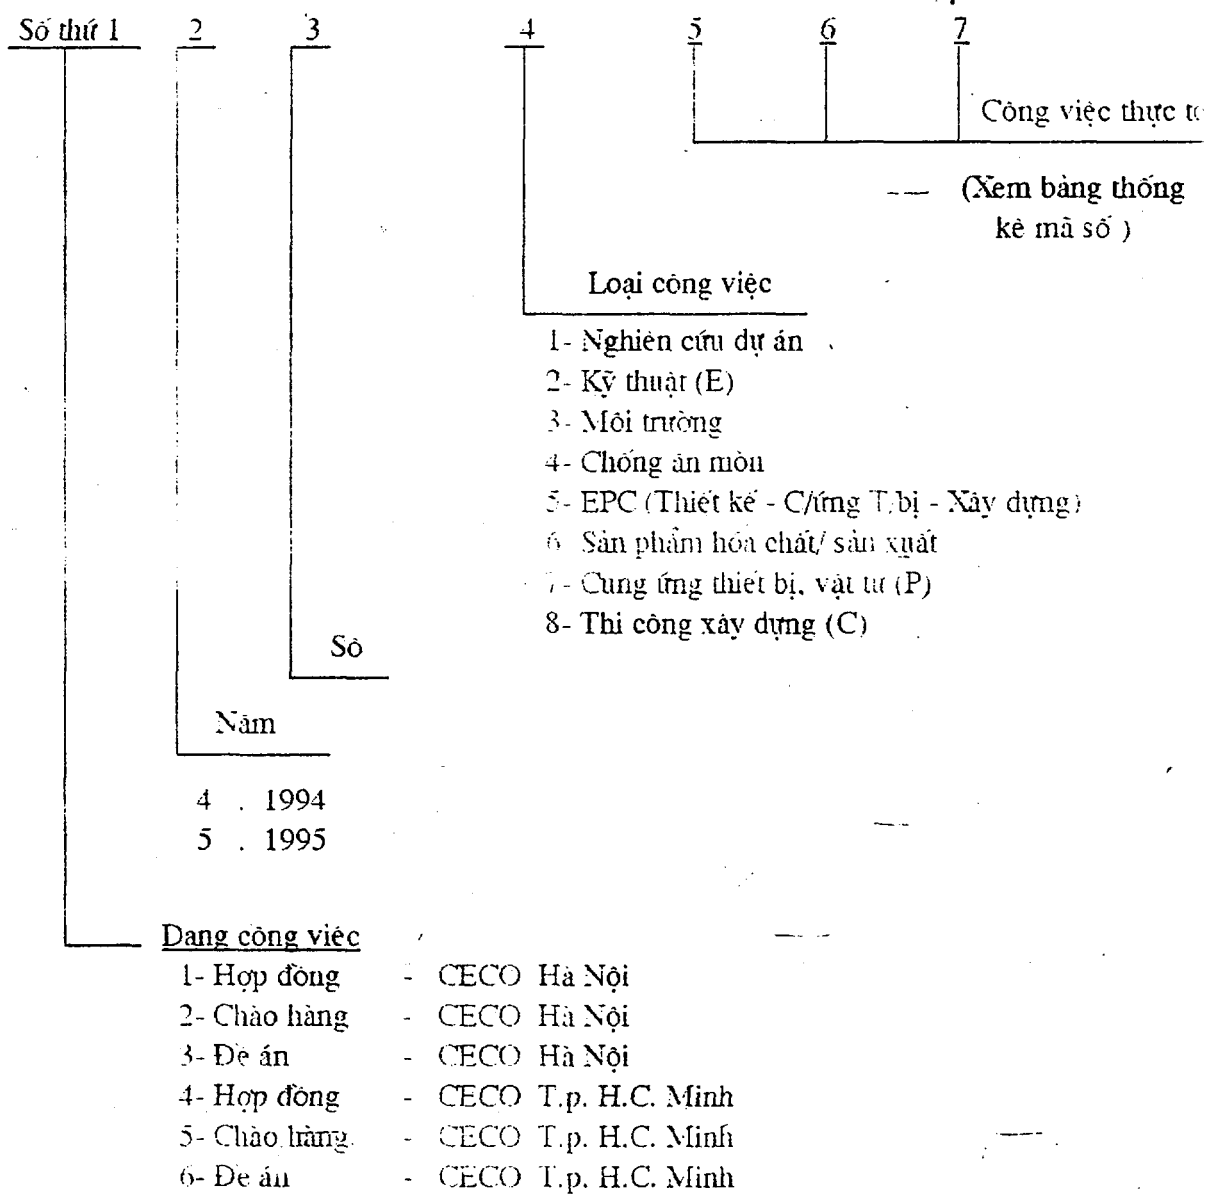 Số thứ 1 2 3 4 5 6 7
Công việc thực
(Xem bảng thống
kê mã số )
Loại công việc
1- Nghiên cứu dự án
2- Kỹ thuật (E)
3- Môi trường
4- Chống ăn mòn
5- EPC (Thiết kế - C/ứng T.bị - Xây dựng)
6 Sản phẩm hóa chất/ sản xuất
7- Cung ứng thiết bị, vật tư (P)
8- Thi công xây dựng (C)
Số
Năm
4 . 1994
5 . 1995
Dạng công việc
1- Hợp đồng - CECO Hà Nội
2- Chào hàng - CECO Hà Nội
3- Đề án - CECO Hà Nội
4- Hợp đồng - CECO T.p. H.C. Minh
5- Chào hàng - CECO T.p. H.C. Minh
6- Đề án - CECO T.p. H.C. Minh